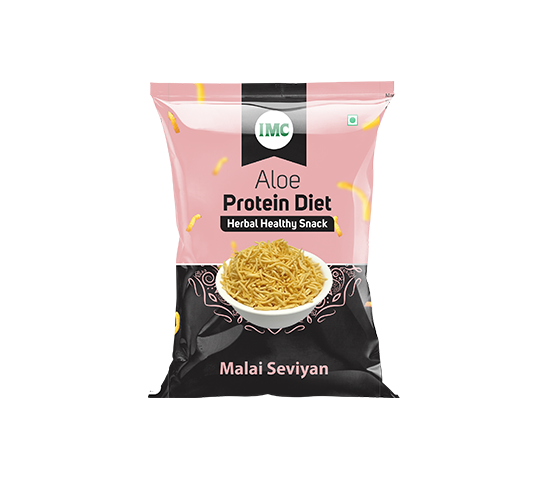 IMC
Aloe
Protein Diet
Herbal Healthy Snack
Malai Seviyan